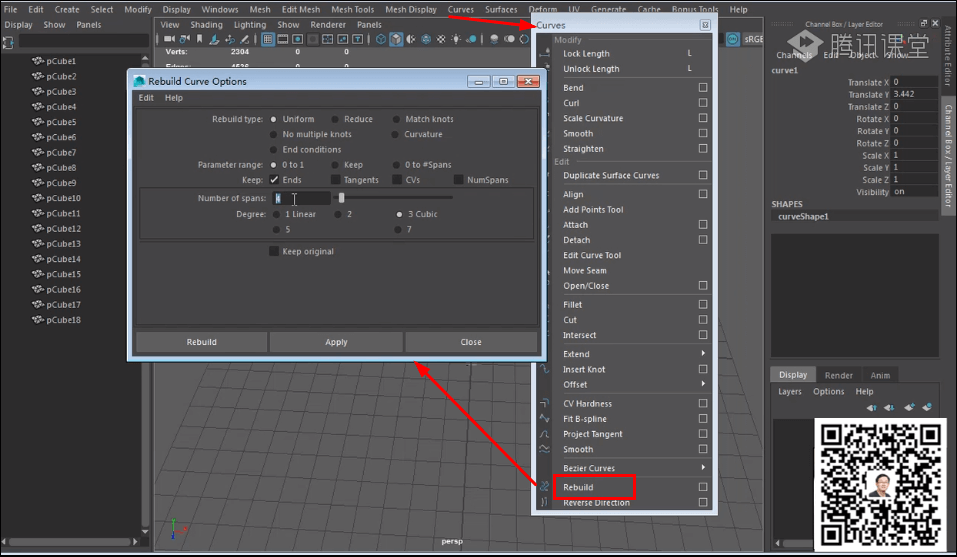 File Edit Create Select Modify Display Windows Mesh Edit Mesh Mesh Tools Mesh Display Curves Surfaces Deform UV Generate Cache Bonus Tools Help
Display Show Panels
pCube1
pCube2
pCube3
pCube4
pCube5
pCube6
pCube7
pCube8
pCube9
pCube10
pCube11
pCube12
pCube13
pCube14
pCube15
pCube16
pCube17
pCube18
View Shading Lighting Show Renderer Panels
sRGB
Verts: 2304 0 0
Rebuild Curve Options
Edit Help
Rebuild type: Uniform Reduce Match knots
No multiple knots Curvature
End conditions
Parameter range: 0 to 1 Keep 0 to #Spans
Keep: Ends Tangents CVs NumSpans
Number of spans: 4
Degree: 1 Linear 2 3 Cubic
5 7
Keep original
Rebuild Apply Close
persp
Curves
Modify
Lock Length L
Unlock Length L
Bend
Curl
Scale Curvature
Smooth
Straighten
Edit
Duplicate Surface Curves
Align
Add Points Tool
Attach
Detach
Edit Curve Tool
Move Seam
Open/Close
Fillet
Cut
Intersect
Extend
Insert Knot
Offset
CV Hardness
Fit B-spline
Project Tangent
Smooth
Bezier Curves
Rebuild
Reverse Direction
Channel Box / Layer Editor
腾讯课堂
Channels Edit Object Show
curve1
Translate X 0
Translate Y 3.442
Translate Z 0
Rotate X 0
Rotate Y 0
Rotate Z 0
Scale X 1
Scale Y 1
Scale Z 1
Visibility on
SHAPES
curveShape1
Display Render Anim
Layers Options Help
Attribute Editor
Channel Box / Layer Editor